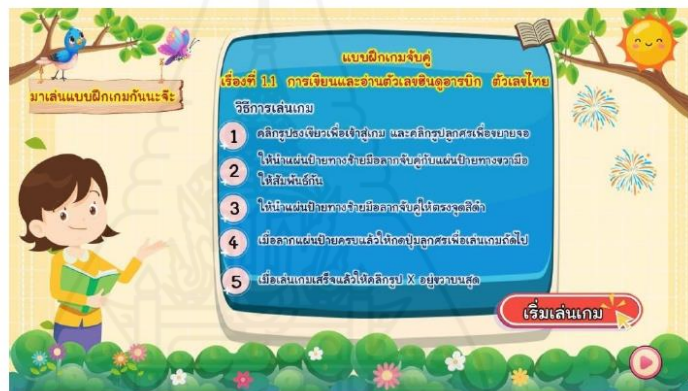 แบบฝึกเกมจับคู่
เรื่องที่ 1.1 การเขียนและอ่านตัวเลขฮินดูอารบิก ตัวเลขไทย
มาเล่นแบบฝึกเกมกันนะจ๊ะ
วิธีการเล่นเกม
1 คลิกรูปธงเขียวเพื่อเข้าสู่เกม และคลิกรูปลูกศรเพื่อขยายจอ
2 ให้นำแผ่นป้ายทางซ้ายมือลากจับคู่กับแผ่นป้ายทางขวามือ
ให้สัมพันธ์กัน
3 ให้นำแผ่นป้ายทางซ้ายมือลากจับคู่ให้ตรงจุดสีดำ
4 เมื่อลากแผ่นป้ายครบแล้วให้กดปุ่มลูกศรเพื่อเล่นเกมถัดไป
5 เมื่อเล่นเกมเสร็จแล้วให้คลิกรูป X อยู่ขวาบนสุด
เริ่มเล่นเกม